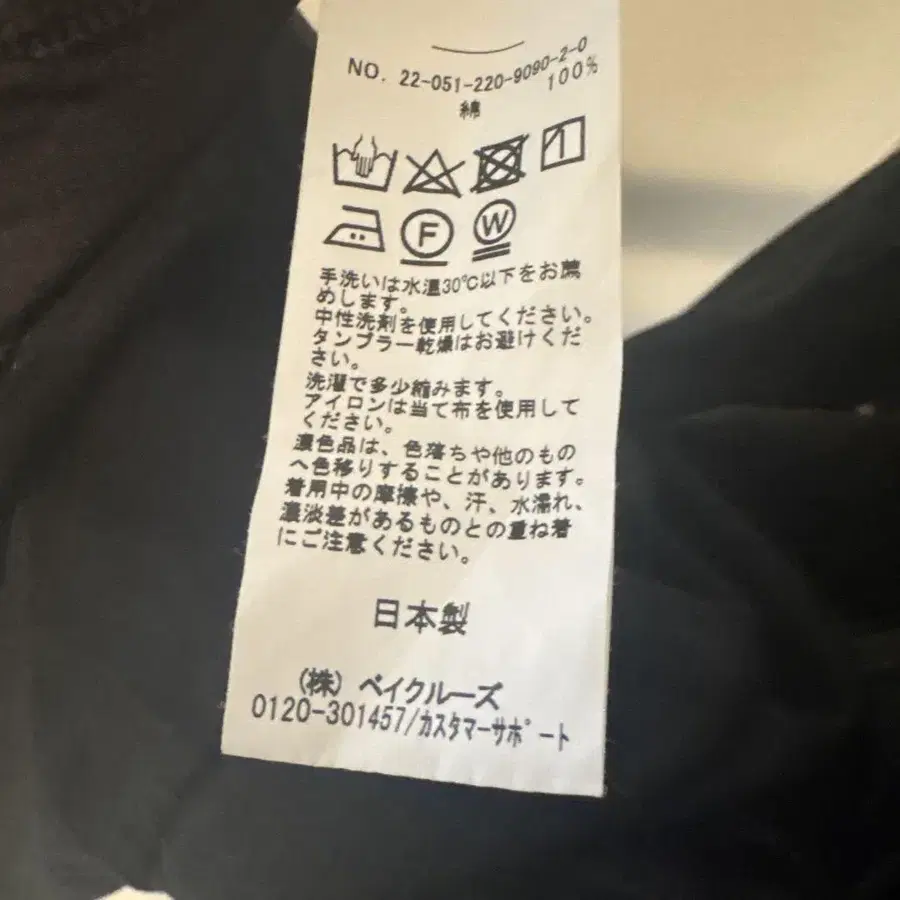 NO. 22-051-220-9090-2-0
綿 100%
F W
手洗いは水温30℃以下をお薦
めします。
中性洗剤を使用してください。
タンブラー乾燥はお避けくだ
さい。
洗濯で多少縮みます。
アイロンは当て布を使用して
ください。
濃色品は、色落ちや他のもの
へ色移りすることがあります。
着用中の摩擦や、汗、水濡れ、
濃淡差があるものとの重ね着
にご注意ください。
日本製
(株) ベイクルーズ
0120-301457/カスタマーサポート